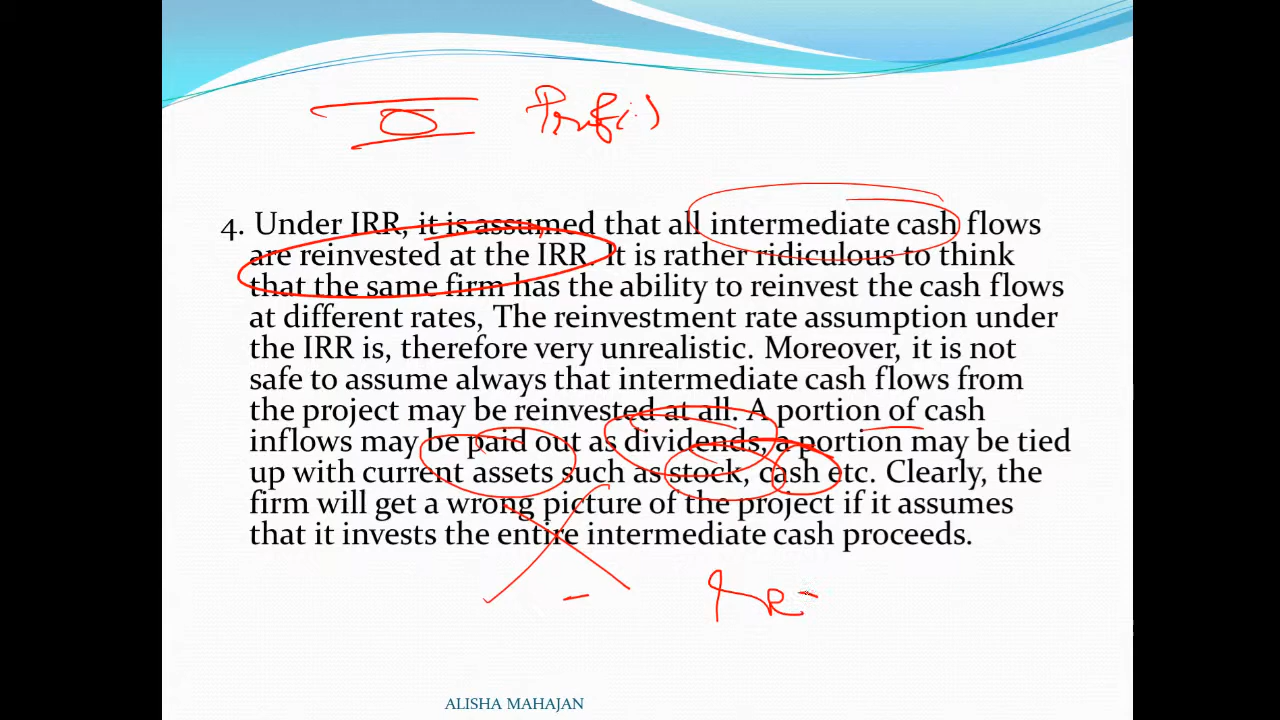 Profit
4. Under IRR, it is assumed that all intermediate cash flows
are reinvested at the IRR. It is rather ridiculous to think
that the same firm has the ability to reinvest the cash flows
at different rates, The reinvestment rate assumption under
the IRR is, therefore very unrealistic. Moreover, it is not
safe to assume always that intermediate cash flows from
the project may be reinvested at all. A portion of cash
inflows may be paid out as dividends, a portion may be tied
up with current assets such as stock, cash etc. Clearly, the
firm will get a wrong picture of the project if it assumes
that it invests the entire intermediate cash proceeds.
ALISHA MAHAJAN